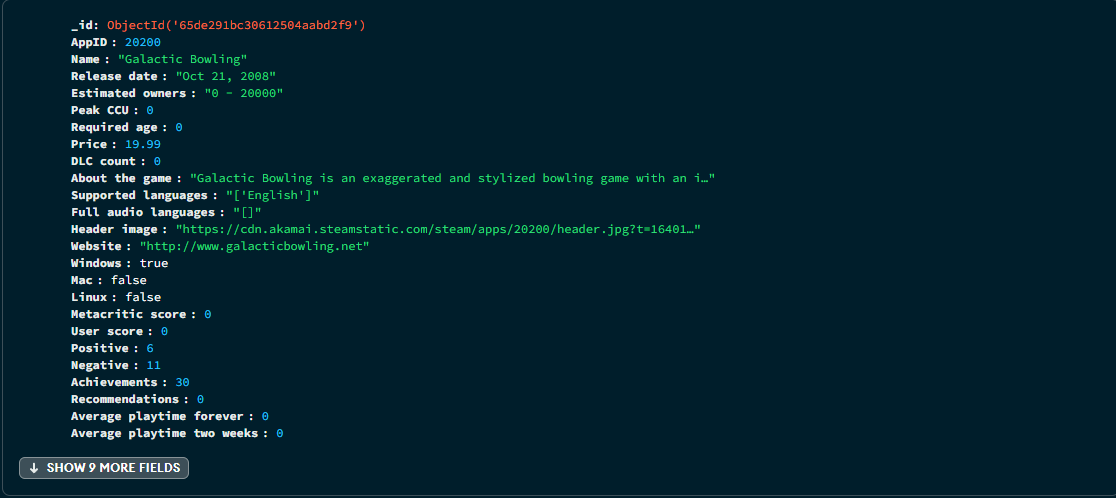 _id: ObjectId('65de291bc30612504aabd2f9')
AppID : 20200
Name : "Galactic Bowling"
Release date : "Oct 21, 2008"
Estimated owners : "0 - 20000"
Peak CCU : 0
Required age : 0
Price : 19.99
DLC count : 0
About the game : "Galactic Bowling is an exaggerated and stylized bowling game with an i…"
Supported languages : "['English']"
Full audio languages : "[]"
Header image : "https://cdn.akamai.steamstatic.com/steam/apps/20200/header.jpg?t=16401…"
Website : "http://www.galacticbowling.net"
Windows : true
Mac : false
Linux : false
Metacritic score : 0
User score : 0
Positive : 6
Negative : 11
Achievements : 30
Recommendations : 0
Average playtime forever : 0
Average playtime two weeks : 0
↓ SHOW 9 MORE FIELDS